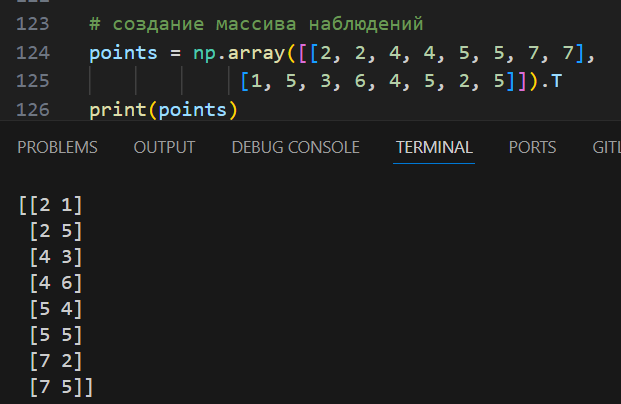 123 # создание массива наблюдений
124 points = np.array([[2, 2, 4, 4, 5, 5, 7, 7],
125 [1, 5, 3, 6, 4, 5, 2, 5]]).T
126 print(points)
PROBLEMS OUTPUT DEBUG CONSOLE TERMINAL PORTS
[[2 1]
[2 5]
[4 3]
[4 6]
[5 4]
[5 5]
[7 2]
[7 5]]